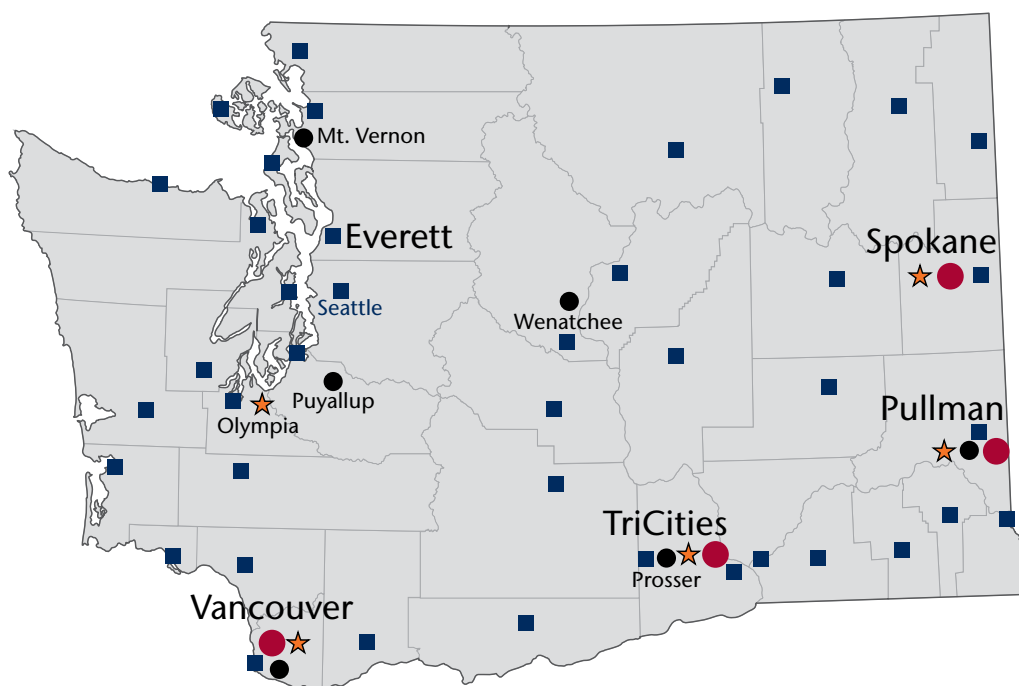 Mt. Vernon
Everett
Spokane
Seattle
Wenatchee
Puyallup
Pullman
Olympia
TriCities
Prosser
Vancouver